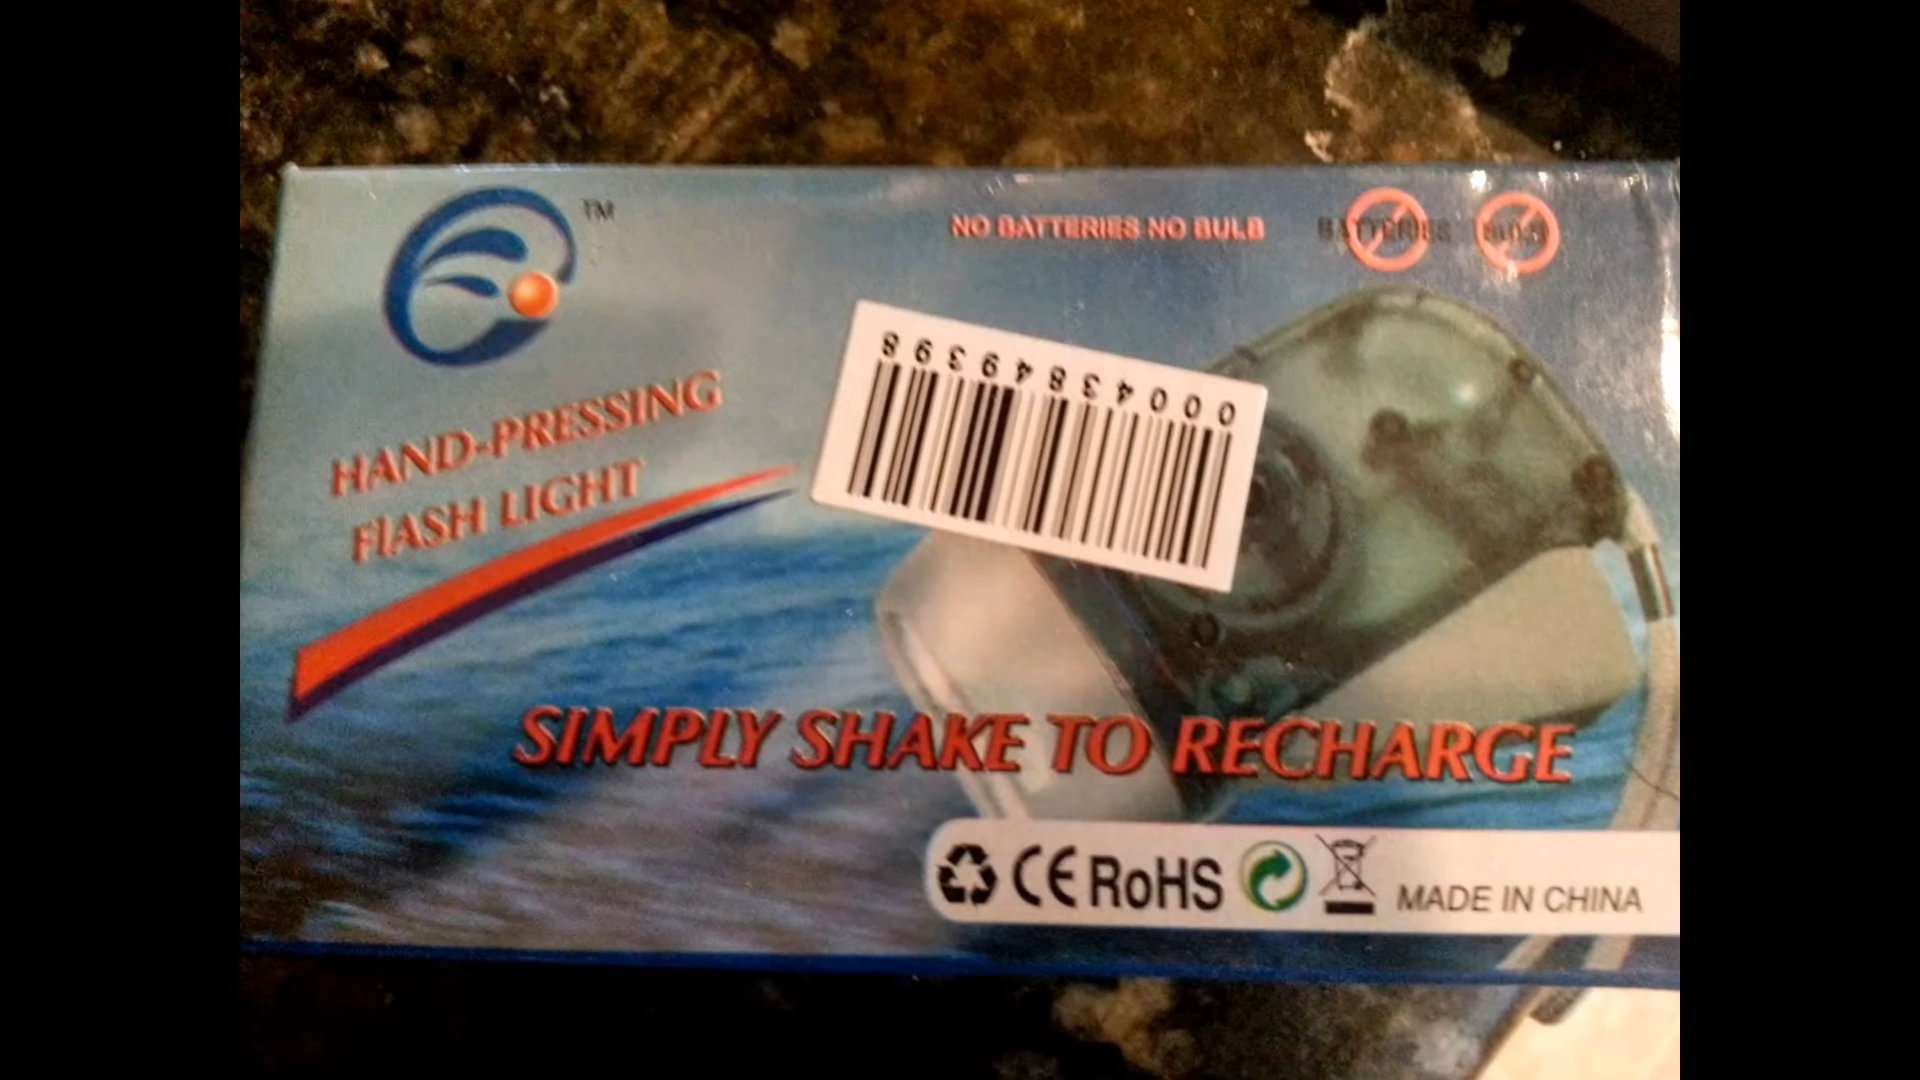 TM
NO BATTERIES NO BULB
BATTERIES BULB
00043849398
HAND-PRESSING
FlASH LIGHT
SIMPLY SHAKE TO RECHARGE
CE RoHS MADE IN CHINA